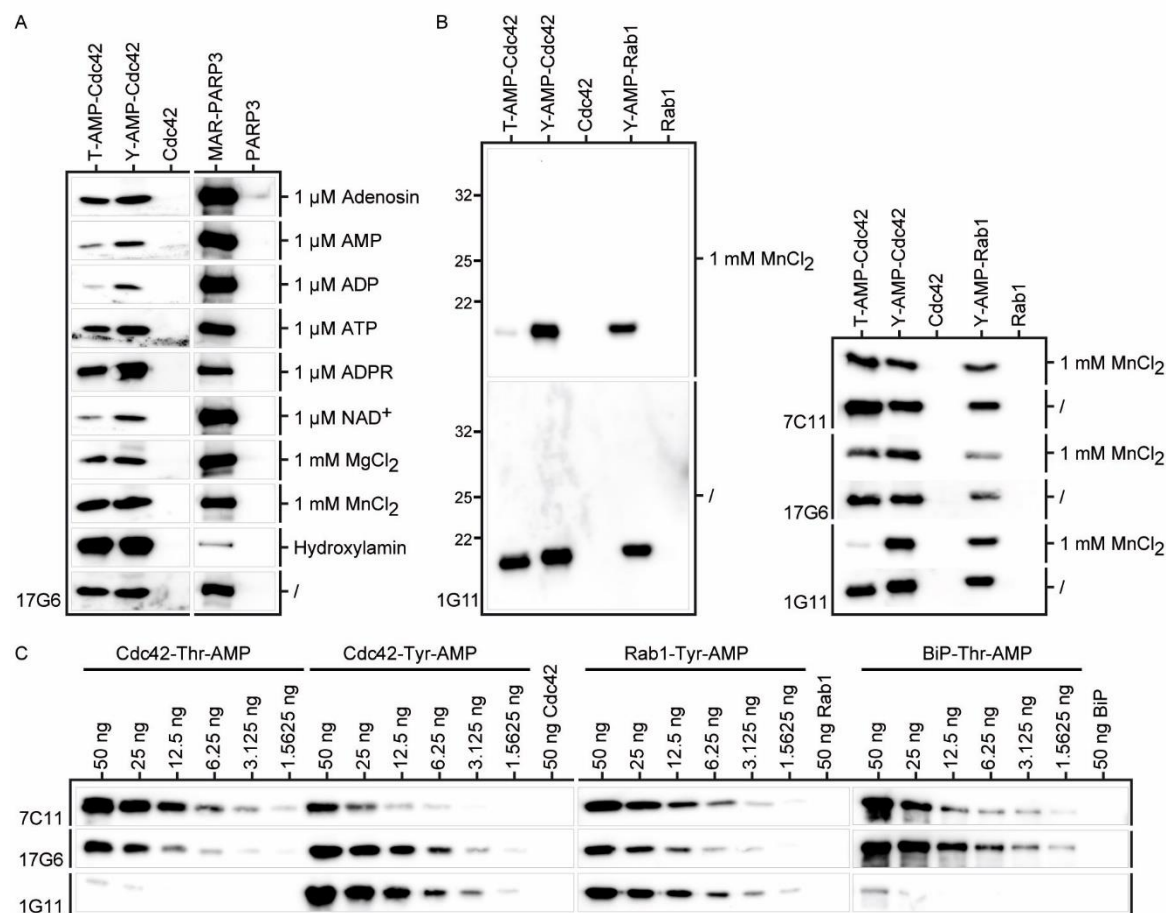 A
T-AMP-Cdc42
Y-AMP-Cdc42
Cdc42
MAR-PARP3
PARP3
1 µM Adenosin
1 µM AMP
1 µM ADP
1 µM ATP
1 µM ADPR
1 µM NAD+
1 mM MgCl2
1 mM MnCl2
Hydroxylamin
/
17G6
B
T-AMP-Cdc42
Y-AMP-Cdc42
Cdc42
Y-AMP-Rab1
Rab1
32
25
22
1 mM MnCl2
32
25
22
/
1G11
T-AMP-Cdc42
Y-AMP-Cdc42
Cdc42
Y-AMP-Rab1
Rab1
1 mM MnCl2
/
7C11
1 mM MnCl2
/
17G6
1 mM MnCl2
/
1G11
C
Cdc42-Thr-AMP
Cdc42-Tyr-AMP
Rab1-Tyr-AMP
BiP-Thr-AMP
50 ng
25 ng
12.5 ng
6.25 ng
3.125 ng
1.5625 ng
50 ng
25 ng
12.5 ng
6.25 ng
3.125 ng
1.5625 ng
50 ng Cdc42
50 ng
25 ng
12.5 ng
6.25 ng
3.125 ng
1.5625 ng
50 ng Rab1
50 ng
25 ng
12.5 ng
6.25 ng
3.125 ng
1.5625 ng
50 ng BiP
7C11
17G6
1G11